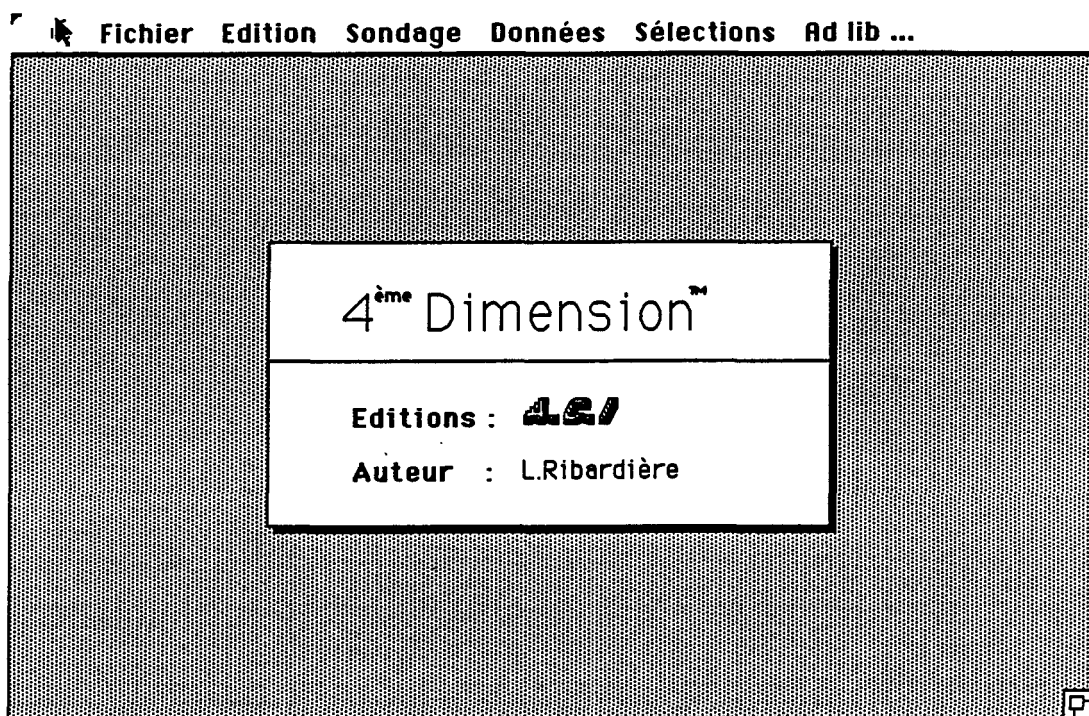 Fichier Edition Sondage Données Sélections Ad lib ...
4ème Dimension™
Editions : ACI
Auteur : L.Ribardière